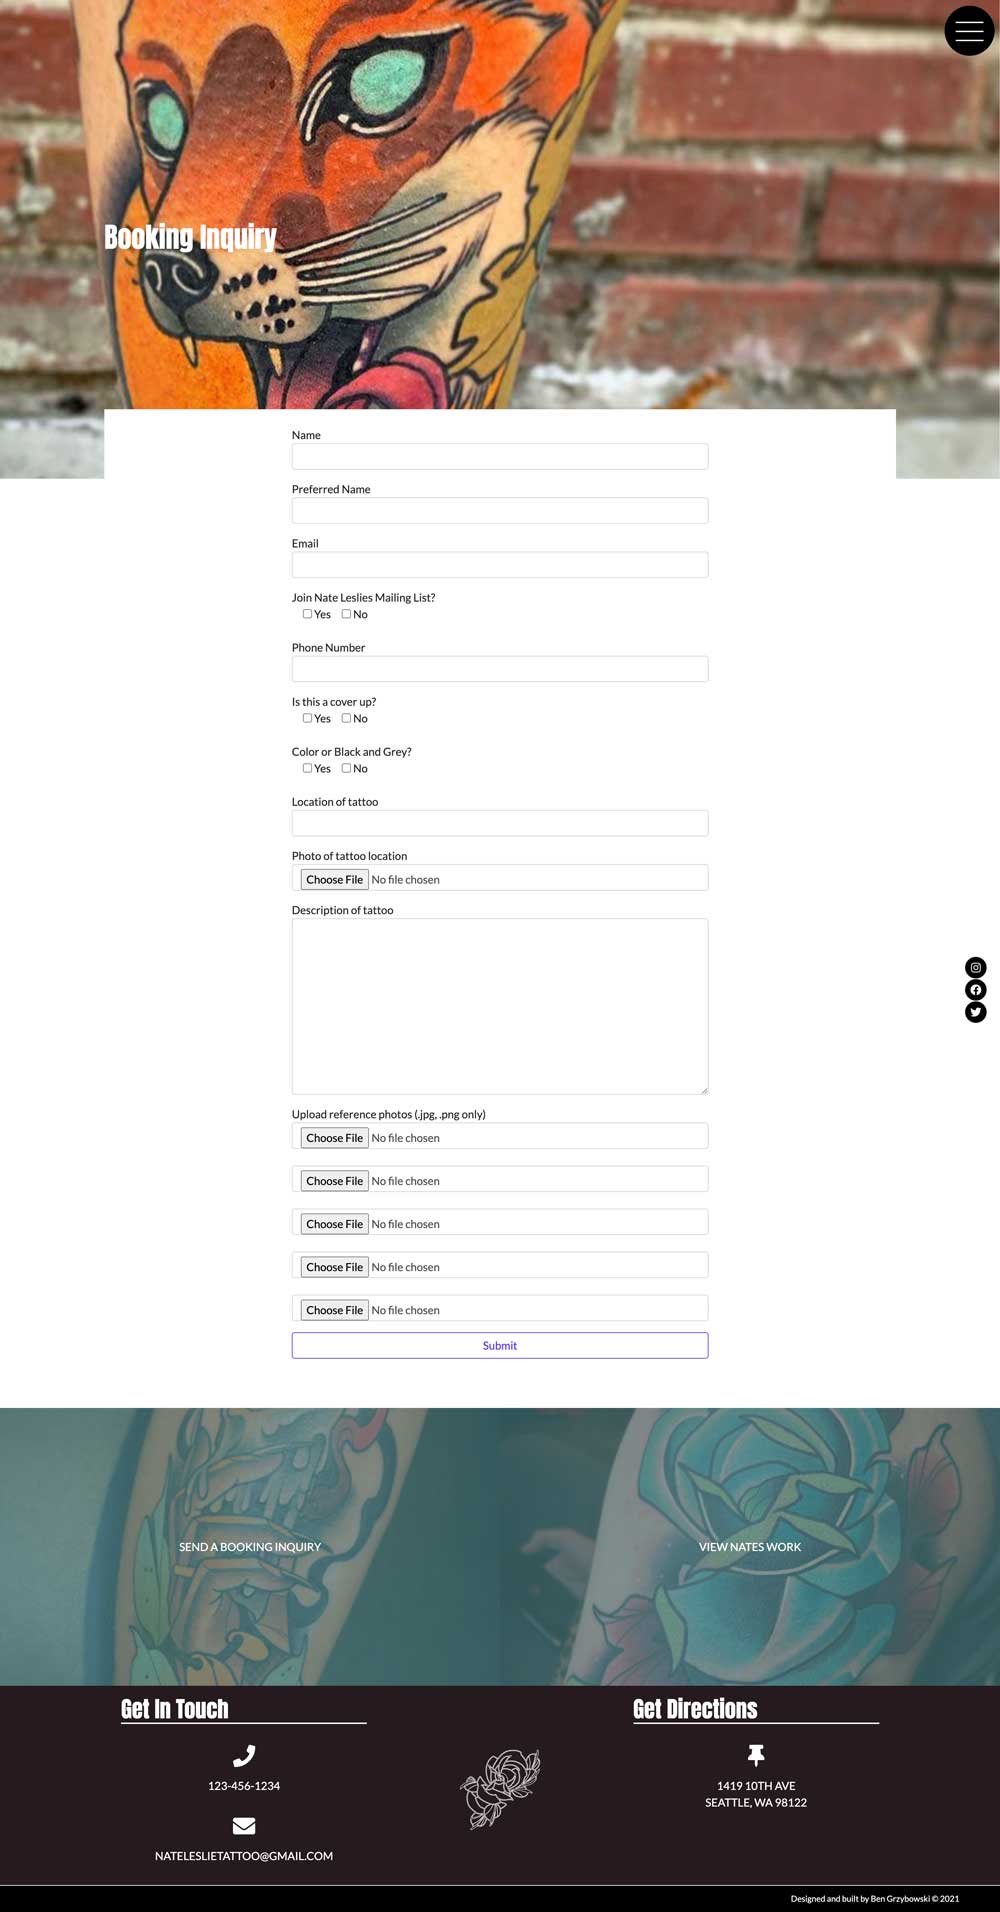 Booking Inquiry
Name
Preferred Name
Email
Join Nate Leslies Mailing List?
Yes No
Phone Number
Is this a cover up?
Yes No
Color or Black and Grey?
Yes No
Location of tattoo
Photo of tattoo location
Choose File No file chosen
Description of tattoo
Upload reference photos (.jpg, .png only)
Choose File No file chosen
Choose File No file chosen
Choose File No file chosen
Choose File No file chosen
Choose File No file chosen
Submit
SEND A BOOKING INQUIRY
VIEW NATES WORK
Get In Touch
123-456-1234
NATELESLIETATTOO@GMAIL.COM
Get Directions
1419 10TH AVE
SEATTLE, WA 98122
Designed and built by Ben Grzybowski © 2021